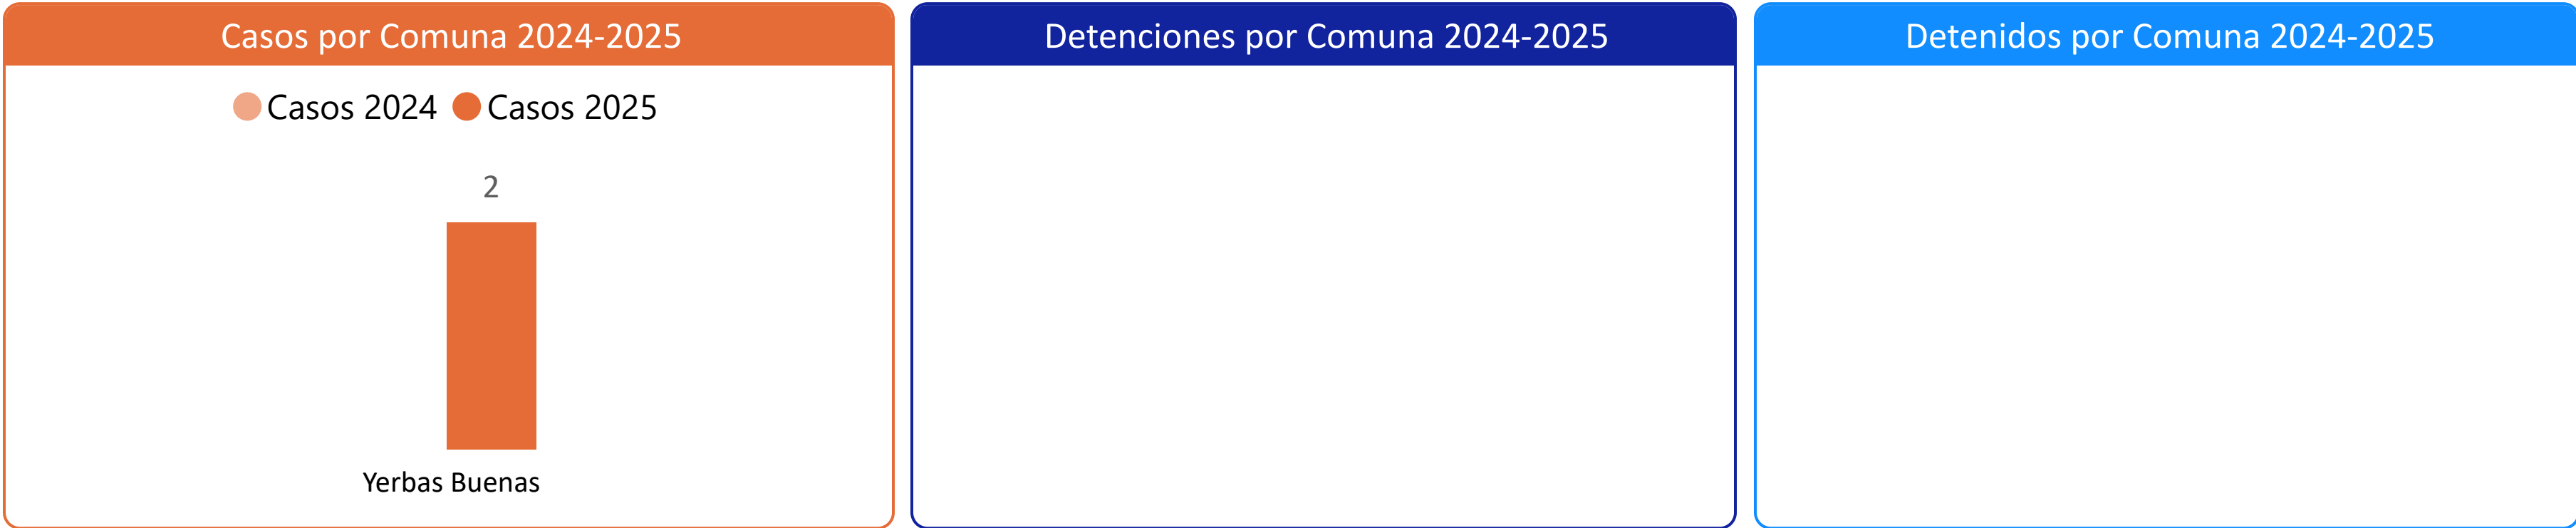 Casos por Comuna 2024-2025
Casos 2024 Casos 2025
2
Yerbas Buenas
Detenciones por Comuna 2024-2025
Detenidos por Comuna 2024-2025